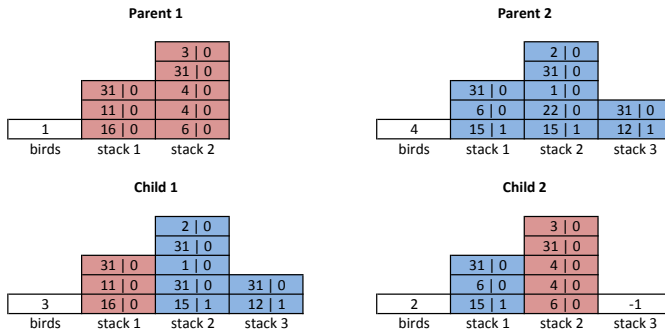 Parent 1
3 | 0
31 | 0
31 | 0 4 | 0
11 | 0 4 | 0
1 16 | 0 6 | 0
birds stack 1 stack 2
Parent 2
2 | 0
31 | 0
31 | 0 1 | 0
6 | 0 22 | 0 31 | 0
4 15 | 1 15 | 1 12 | 1
birds stack 1 stack 2 stack 3
Child 1
2 | 0
31 | 0
31 | 0 1 | 0
11 | 0 31 | 0 31 | 0
3 16 | 0 15 | 1 12 | 1
birds stack 1 stack 2 stack 3
Child 2
3 | 0
31 | 0
31 | 0 4 | 0
6 | 0 4 | 0
2 15 | 1 6 | 0 -1
birds stack 1 stack 2 stack 3